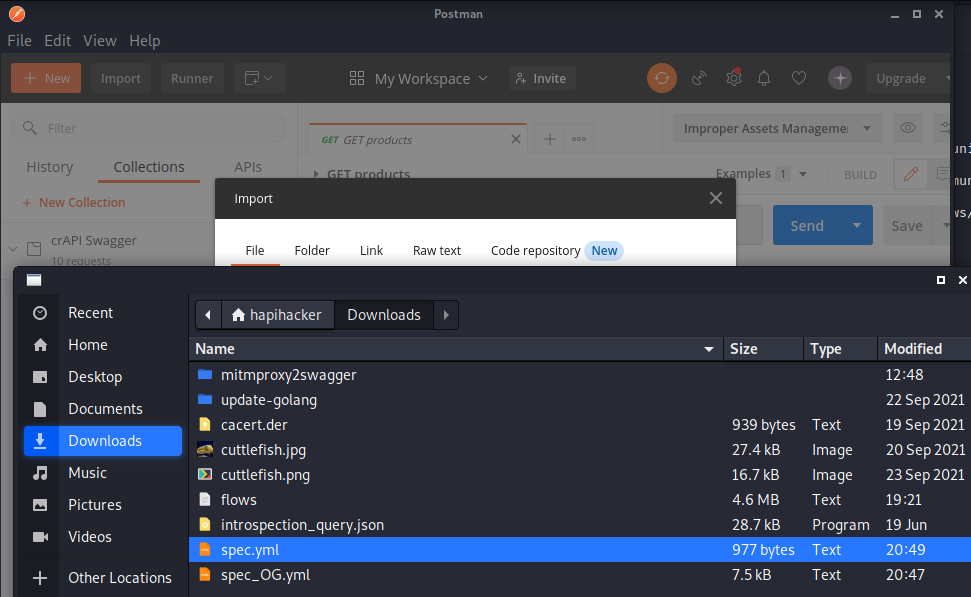 Postman
File Edit View Help
New Import Runner My Workspace Invite Upgrade
Filter
GET GET products
Improper Assets Manageme
History Collections APIs
GET products
Examples 1 BUILD
New Collection
Import
Send Save
crAPI Swagger
10 requests
File Folder Link Raw text Code repository New
Recent
Home
Desktop
Documents
Downloads
Music
Pictures
Videos
Other Locations
hapihacker Downloads
Name Size Type Modified
mitmproxy2swagger 12:48
update-golang 22 Sep 2021
cacert.der 939 bytes Text 19 Sep 2021
cuttlefish.jpg 27.4 kB Image 20 Sep 2021
cuttlefish.png 16.7 kB Image 23 Sep 2021
flows 4.6 MB Text 19:21
introspection_query.json 28.7 kB Program 19 Jun
spec.yml 977 bytes Text 20:49
spec_OG.yml 7.5 kB Text 20:47